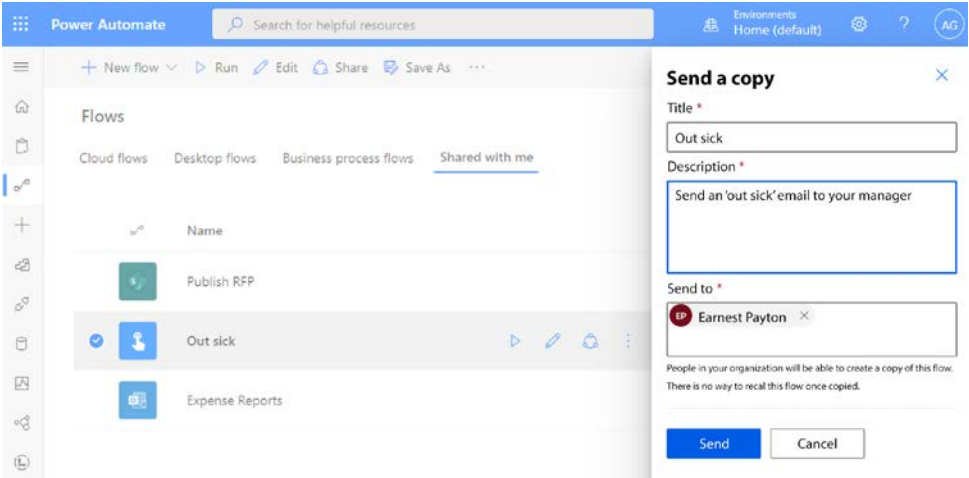 Power Automate
Search for helpful resources
Environments
Home (default)
?
AG
New flow
Run
Edit
Share
Save As
...
Flows
Cloud flows
Desktop flows
Business process flows
Shared with me
Name
Publish RFP
Out sick
Expense Reports
Send a copy
Title *
Out sick
Description *
Send an 'out sick' email to your manager
Send to *
EP Earnest Payton
People in your organization will be able to create a copy of this flow.
There is no way to recal this flow once copied.
Send
Cancel